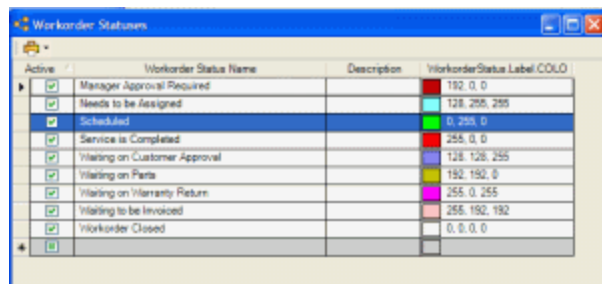 Workorder Statuses
Active Workorder Status Name Description WorkorderStatus.Label.COLO
Manager Approval Required 192, 0, 0
Needs to be Assigned 128, 255, 255
Scheduled 0, 255, 0
Service is Completed 255, 0, 0
Waiting on Customer Approval 128, 128, 255
Waiting on Parts 192, 192, 0
Waiting on Warranty Return 255, 0, 255
Waiting to be Invoiced 255, 192, 192
Workorder Closed 0, 0, 0, 0